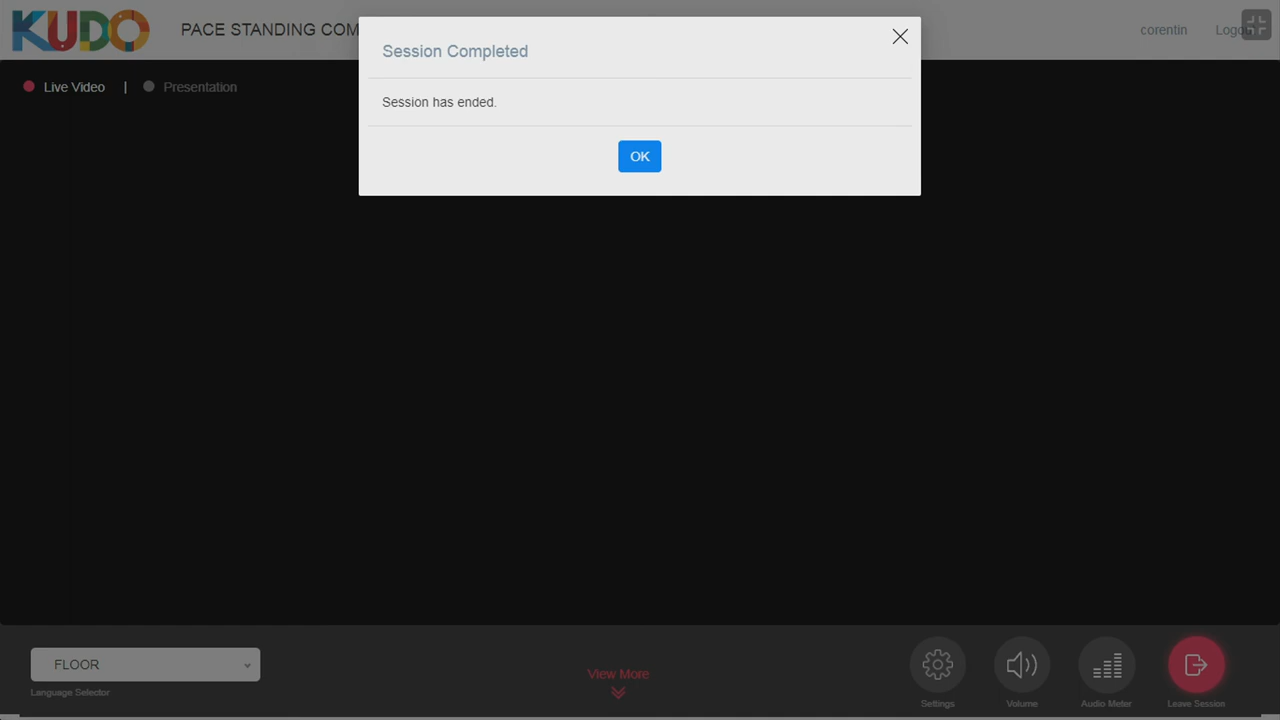 KUDO
PACE STANDING COM
Session Completed
corentin
Logou
Live Video | Presentation
Session has ended.
OK
FLOOR
Language Selector
View More
Settings
Volume
Audio Meter
Leave Session